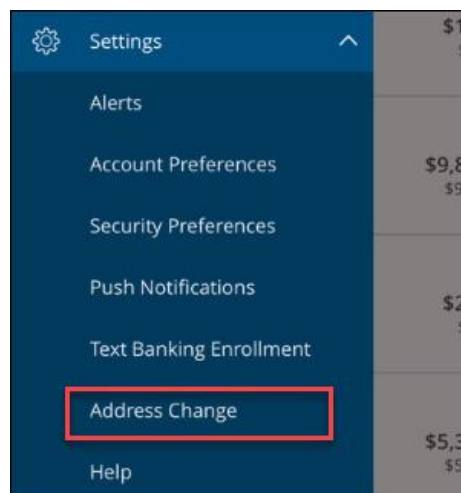 Settings
Alerts
Account Preferences
Security Preferences
Push Notifications
Text Banking Enrollment
Address Change
Help